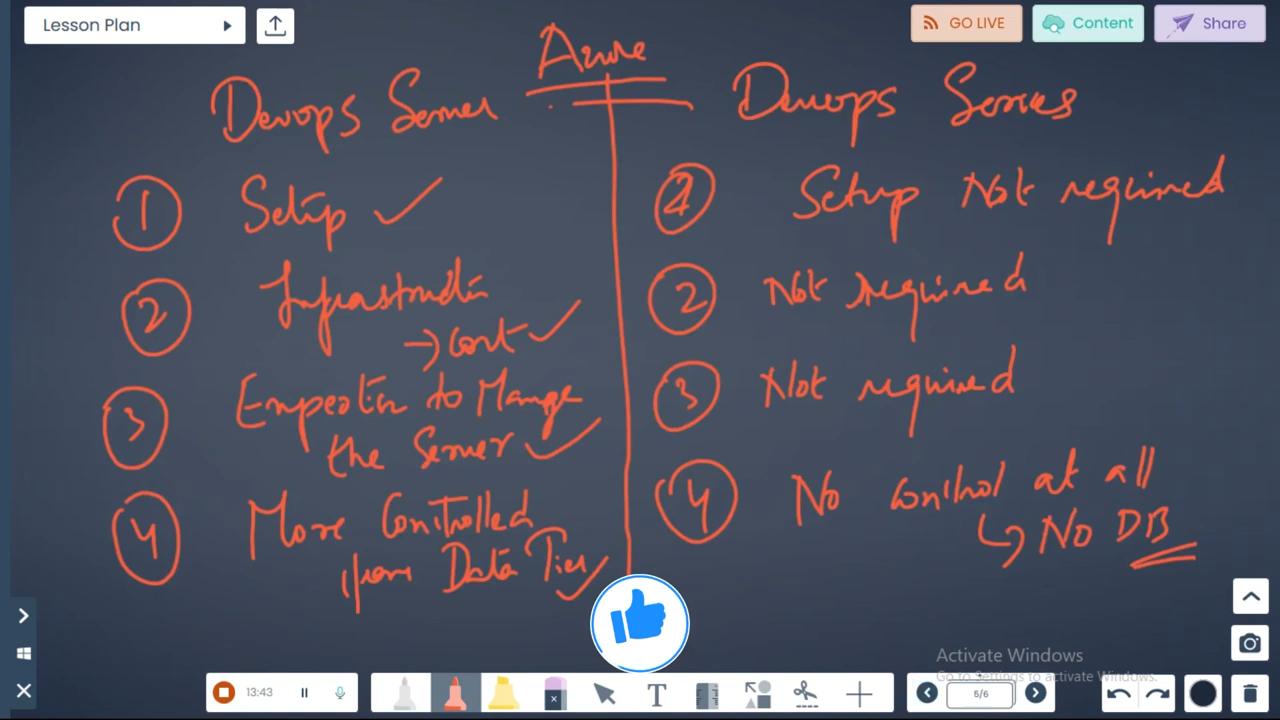 Lesson Plan
GO LIVE
Content
Share
Azure
Devops Server
Devops Services
1 Setup
1 Setup Not required
2 Infrastructure
→ Cost
2 Not required
3 to Manage
the Server
3 Not required
4 More Controlled
from Data Tier
4 No control at all
No DB
Activate Windows
Go to Settings to activate Windows.
13:43
T
5/6